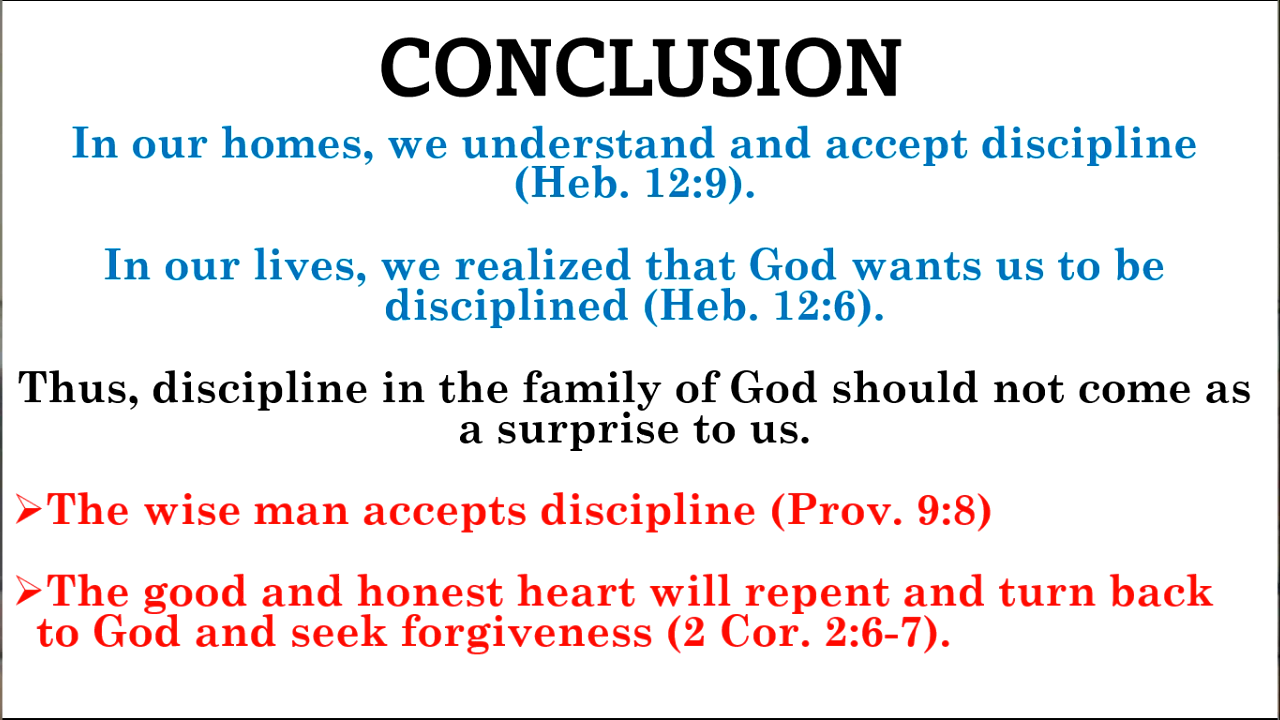 CONCLUSION
In our homes, we understand and accept discipline
(Heb. 12:9).
In our lives, we realized that God wants us to be
disciplined (Heb. 12:6).
Thus, discipline in the family of God should not come as
a surprise to us.
➢The wise man accepts discipline (Prov. 9:8)
➢The good and honest heart will repent and turn back
to God and seek forgiveness (2 Cor. 2:6-7).